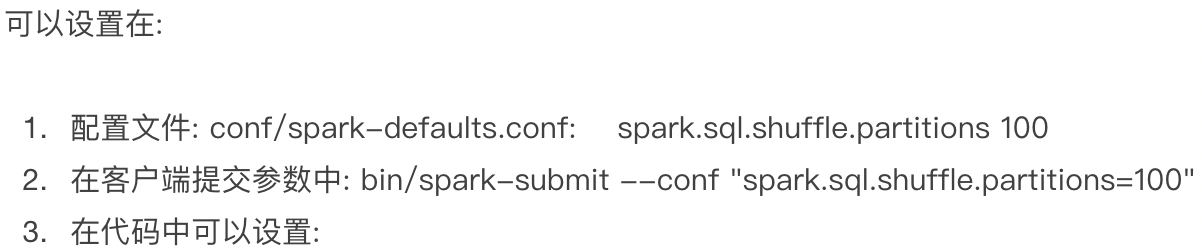 可以设置在:
1. 配置文件: conf/spark-defaults.conf: spark.sql.shuffle.partitions 100
2. 在客户端提交参数中: bin/spark-submit --conf "spark.sql.shuffle.partitions=100"
3. 在代码中可以设置: